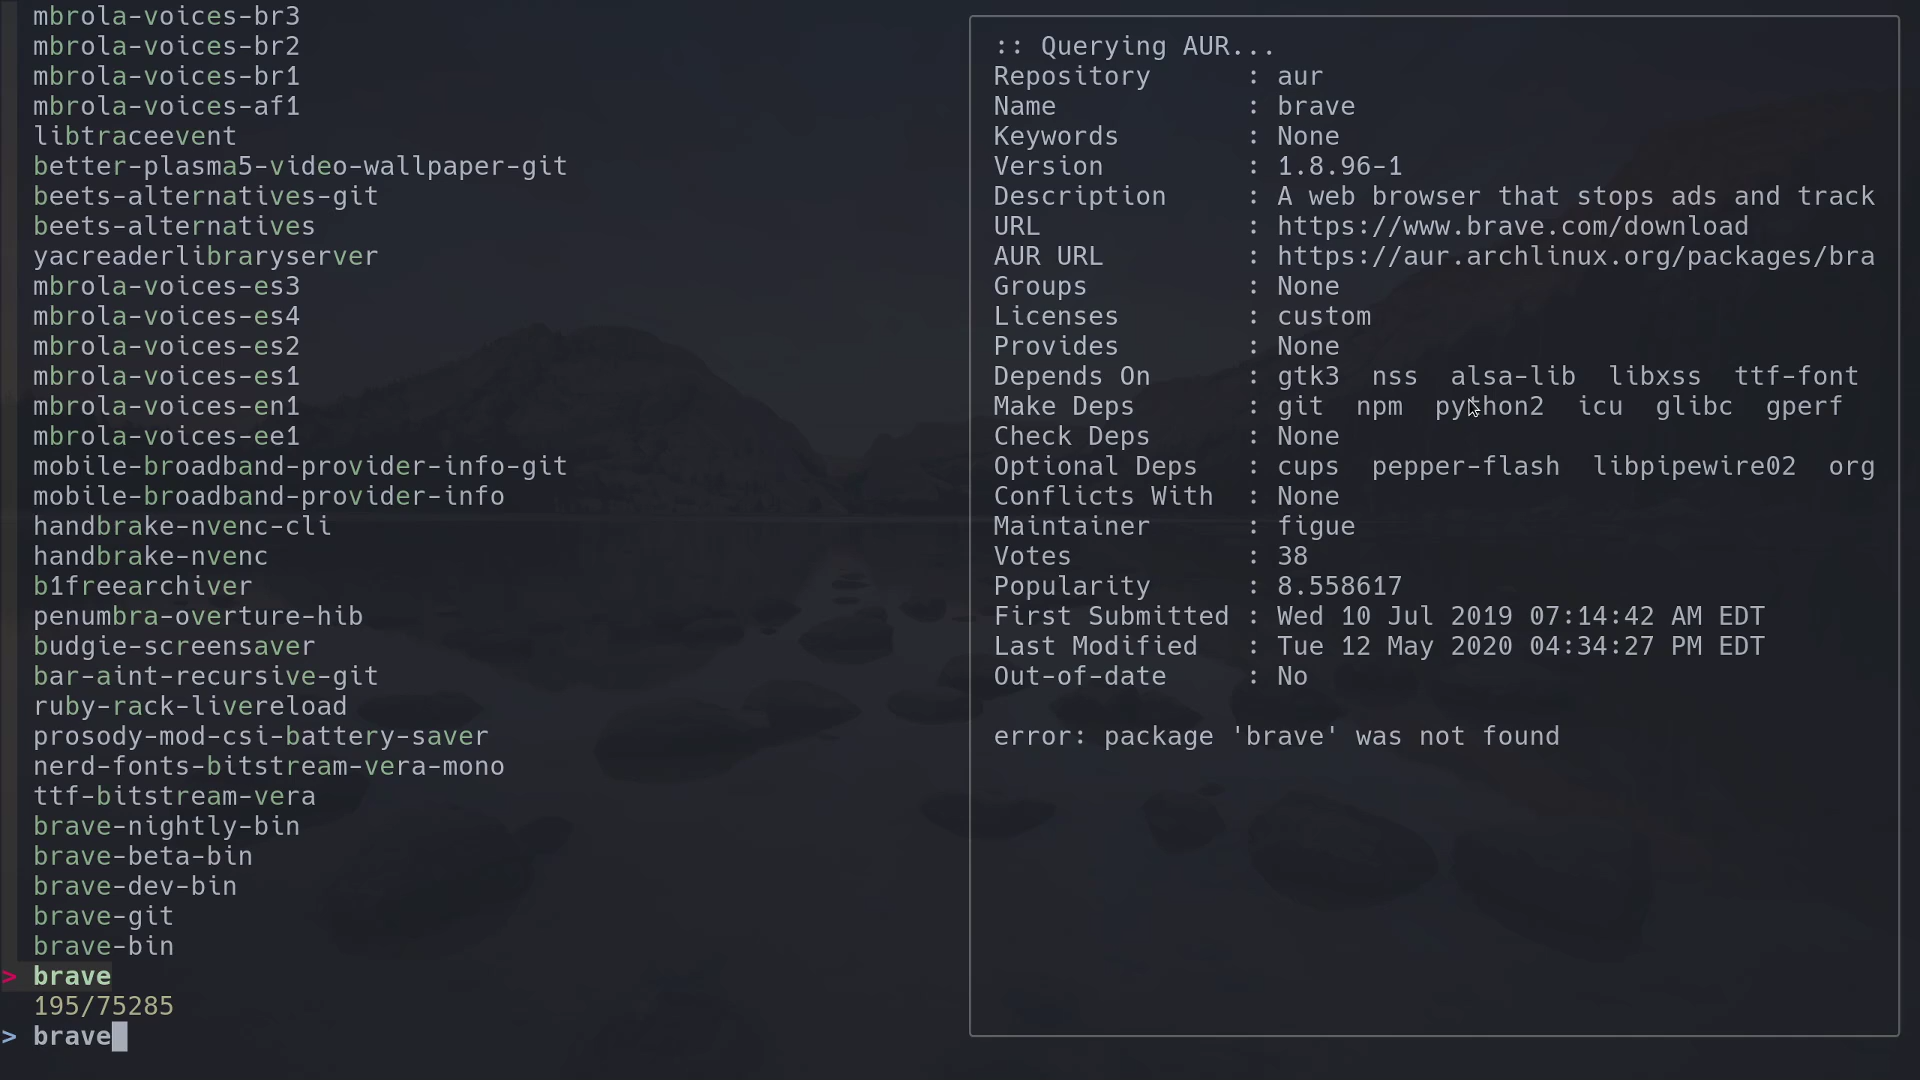 mbrola-voices-br3
mbrola-voices-br2
mbrola-voices-br1
mbrola-voices-af1
libtraceevent
better-plasma5-video-wallpaper-git
beets-alternatives-git
beets-alternatives
yacreaderlibraryserver
mbrola-voices-es3
mbrola-voices-es4
mbrola-voices-es2
mbrola-voices-es1
mbrola-voices-en1
mbrola-voices-ee1
mobile-broadband-provider-info-git
mobile-broadband-provider-info
handbrake-nvenc-cli
handbrake-nvenc
b1freearchiver
penumbra-overture-hib
budgie-screensaver
bar-aint-recursive-git
ruby-rack-livereload
prosody-mod-csi-battery-saver
nerd-fonts-bitstream-vera-mono
ttf-bitstream-vera
brave-nightly-bin
brave-beta-bin
brave-dev-bin
brave-git
brave-bin
> brave
195/75285
> brave
:: Querying AUR...
Repository : aur
Name : brave
Keywords : None
Version : 1.8.96-1
Description : A web browser that stops ads and track
URL : https://www.brave.com/download
AUR URL : https://aur.archlinux.org/packages/bra
Groups : None
Licenses : custom
Provides : None
Depends On : gtk3 nss alsa-lib libxss ttf-font
Make Deps : git npm python2 icu glibc gperf
Check Deps : None
Optional Deps : cups pepper-flash libpipewire02 org
Conflicts With : None
Maintainer : figue
Votes : 38
Popularity : 8.558617
First Submitted : Wed 10 Jul 2019 07:14:42 AM EDT
Last Modified : Tue 12 May 2020 04:34:27 PM EDT
Out-of-date : No
error: package 'brave' was not found